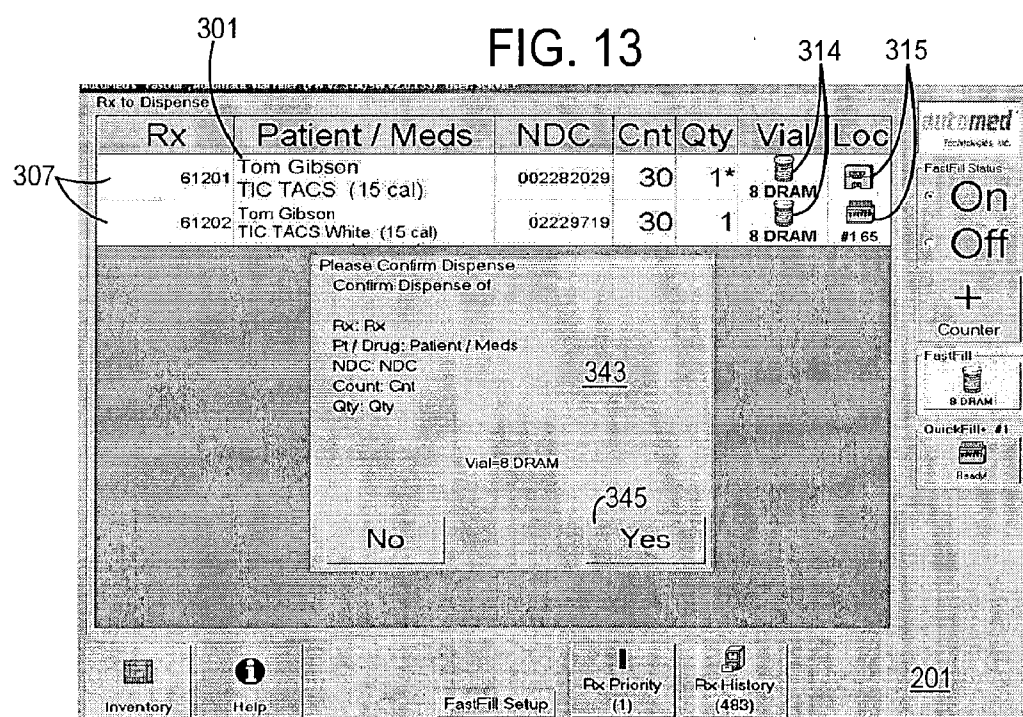 FIG. 13
301
314
315
307
Rx to Dispense
Rx Patient / Meds NDC Cnt Qty Vial Loc
61201 Tom Gibson 002282029 30 1*
TIC TACS (15 cal) 8 DRAM
61202 Tom Gibson 02229719 30 1
TIC TACS White (15 cal) 8 DRAM #165
automed
Technologies, Inc.
FastFill Status
On
Off
+
Counter
FastFill
8 DRAM
QuickFill+ #1
Ready
Please Confirm Dispense
Confirm Dispense of
Rx: Rx
Pt / Drug: Patient / Meds
NDC: NDC
Count: Cnt
Qty: Qty
343
Vial=8 DRAM
345
No Yes
Inventory
Help
FastFill Setup
Rx Priority
(1)
Rx History
(483)
201